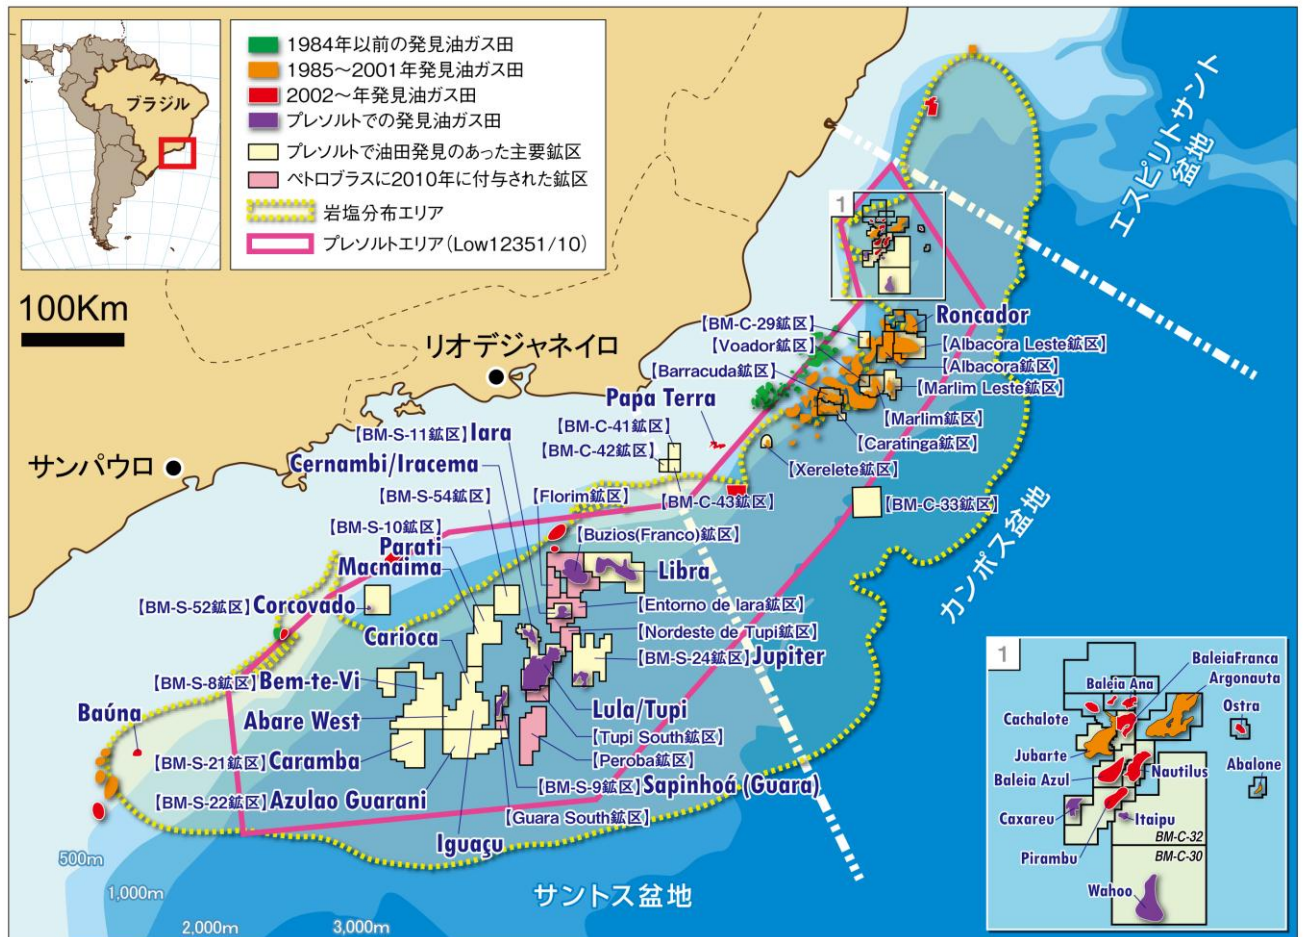 ブラジル
1984年以前の発見油ガス田
1985～2001年発見油ガス田
2002～年発見油ガス田
プレソルトでの発見油ガス田
プレソルトで油田発見のあった主要鉱区
ペトロブラスに2010年に付与された鉱区
岩塩分布エリア
プレソルトエリア(Low12351/10)
100Km
エスピリトサント
盆地
1
リオデジャネイロ
サンパウロ
【BM-C-29鉱区】
Roncador
【Voador鉱区】
【Albacora Leste鉱区】
【Barracuda鉱区】
【Albacora鉱区】
【Marlim Leste鉱区】
Papa Terra
【Marlim鉱区】
【BM-C-41鉱区】
【BM-S-11鉱区】Iara
【Caratinga鉱区】
【BM-C-42鉱区】
Cernambi/Iracema
【Xerelete鉱区】
【BM-S-54鉱区】
【Florim鉱区】
【BM-C-43鉱区】
【BM-C-33鉱区】
【BM-S-10鉱区】
Parati
【Buzios(Franco)鉱区】
Macnaima
Libra
カンポス盆地
【BM-S-52鉱区】Corcovado
【Entorno de Iara鉱区】
Carioca
【Nordeste de Tupi鉱区】
【BM-S-24鉱区】Jupiter
【BM-S-8鉱区】Bem-te-Vi
Baúna
Abare West
Lula/Tupi
【Tupi South鉱区】
【BM-S-21鉱区】Caramba
【Peroba鉱区】
【BM-S-9鉱区】Sapinhoá (Guara)
【BM-S-22鉱区】Azulao Guarani
【Guara South鉱区】
Iguaçu
500m
1,000m
2,000m
3,000m
サントス盆地
1
BaleiaFranca
Baleia Ana
Argonauta
Cachalote
Ostra
Jubarte
Baleia Azul
Nautilus
Abalone
Caxareu
Itaipu
Pirambu
BM-C-32
BM-C-30
Wahoo